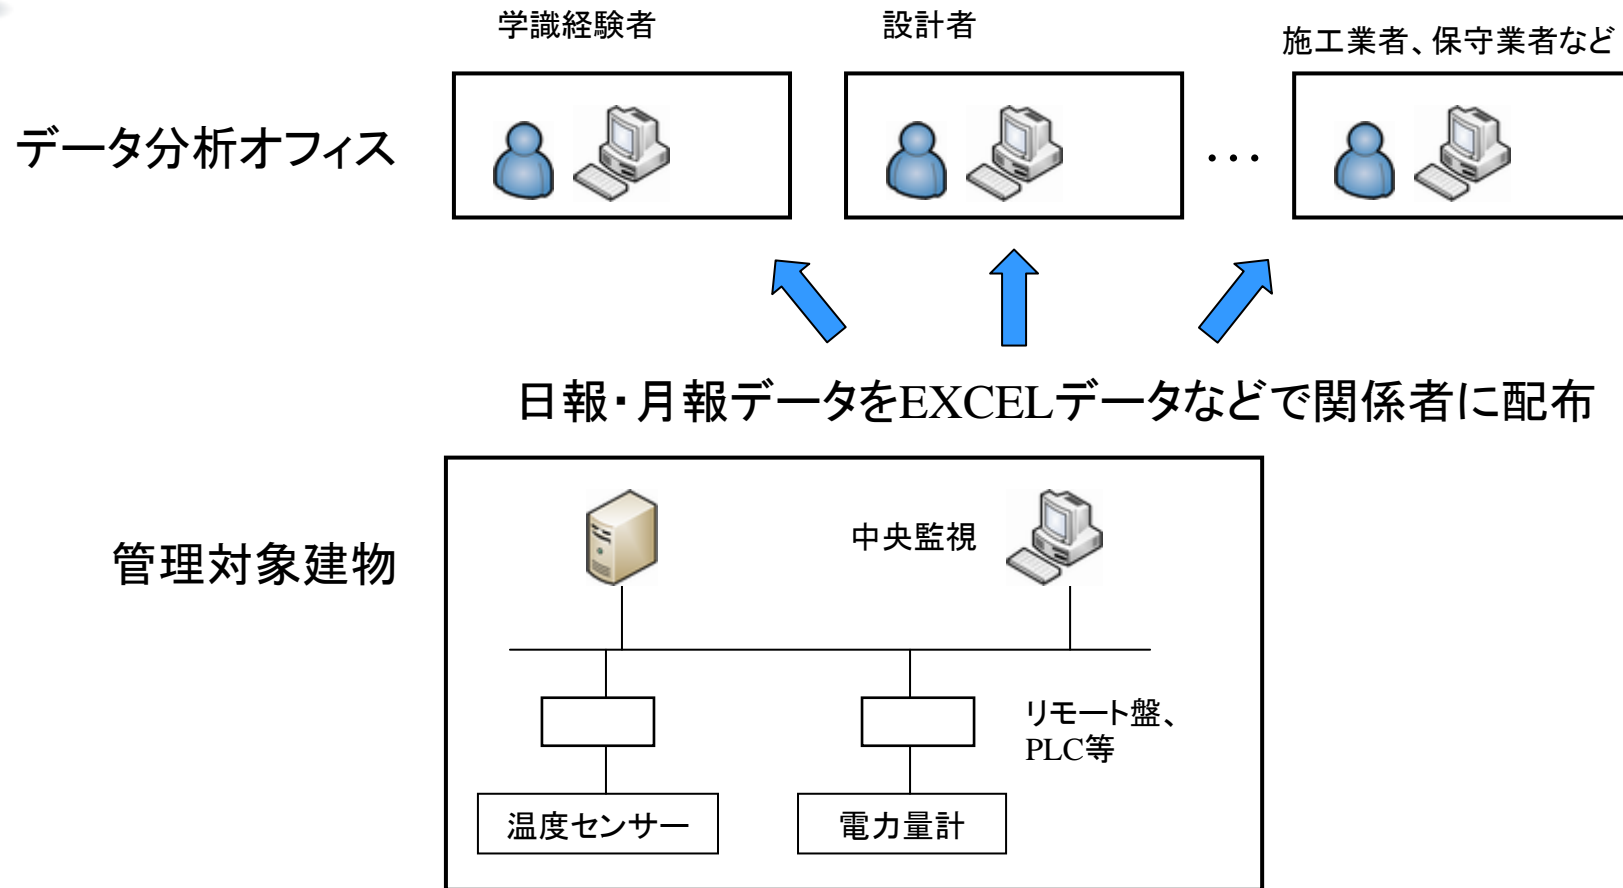 学識経験者
設計者
施工業者、保守業者など
データ分析オフィス
・・・
日報・月報データをEXCELデータなどで関係者に配布
管理対象建物
中央監視
リモート盤、
PLC等
温度センサー
電力量計